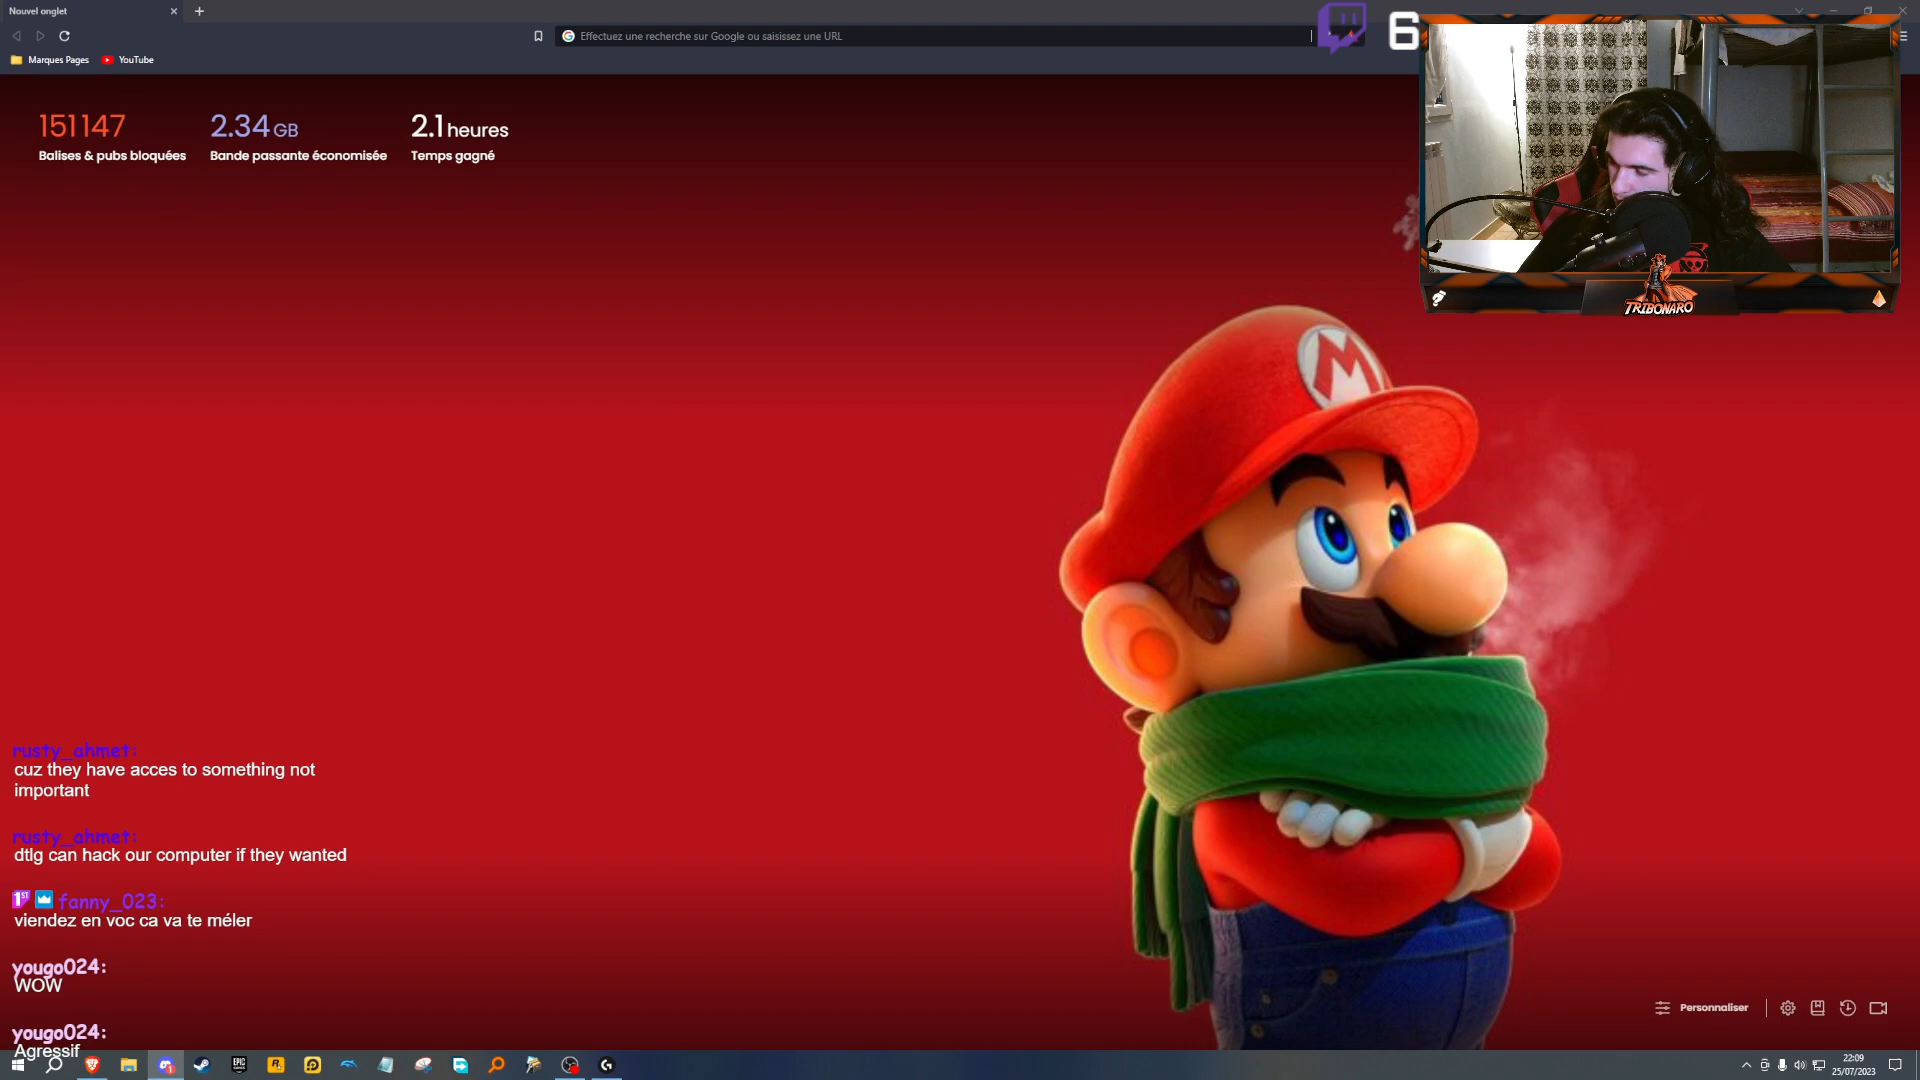 Nouvel onglet
6
Effectuez une recherche sur Google ou saisissez une URL
Marques Pages
YouTube
151147
2.34 GB
2.1 heures
Balises & pubs bloquées
Bande passante économisée
Temps gagné
M
TRIBONARO
rusty_ahmet:
cuz they have acces to something not
important
rusty_ahmet:
dtlg can hack our computer if they wanted
1ST
fanny_023:
viendez en voc ca va te méler
yougo024:
WOW
yougo024:
Agressif
Personnaliser
EPIC
22:09
25/07/2023